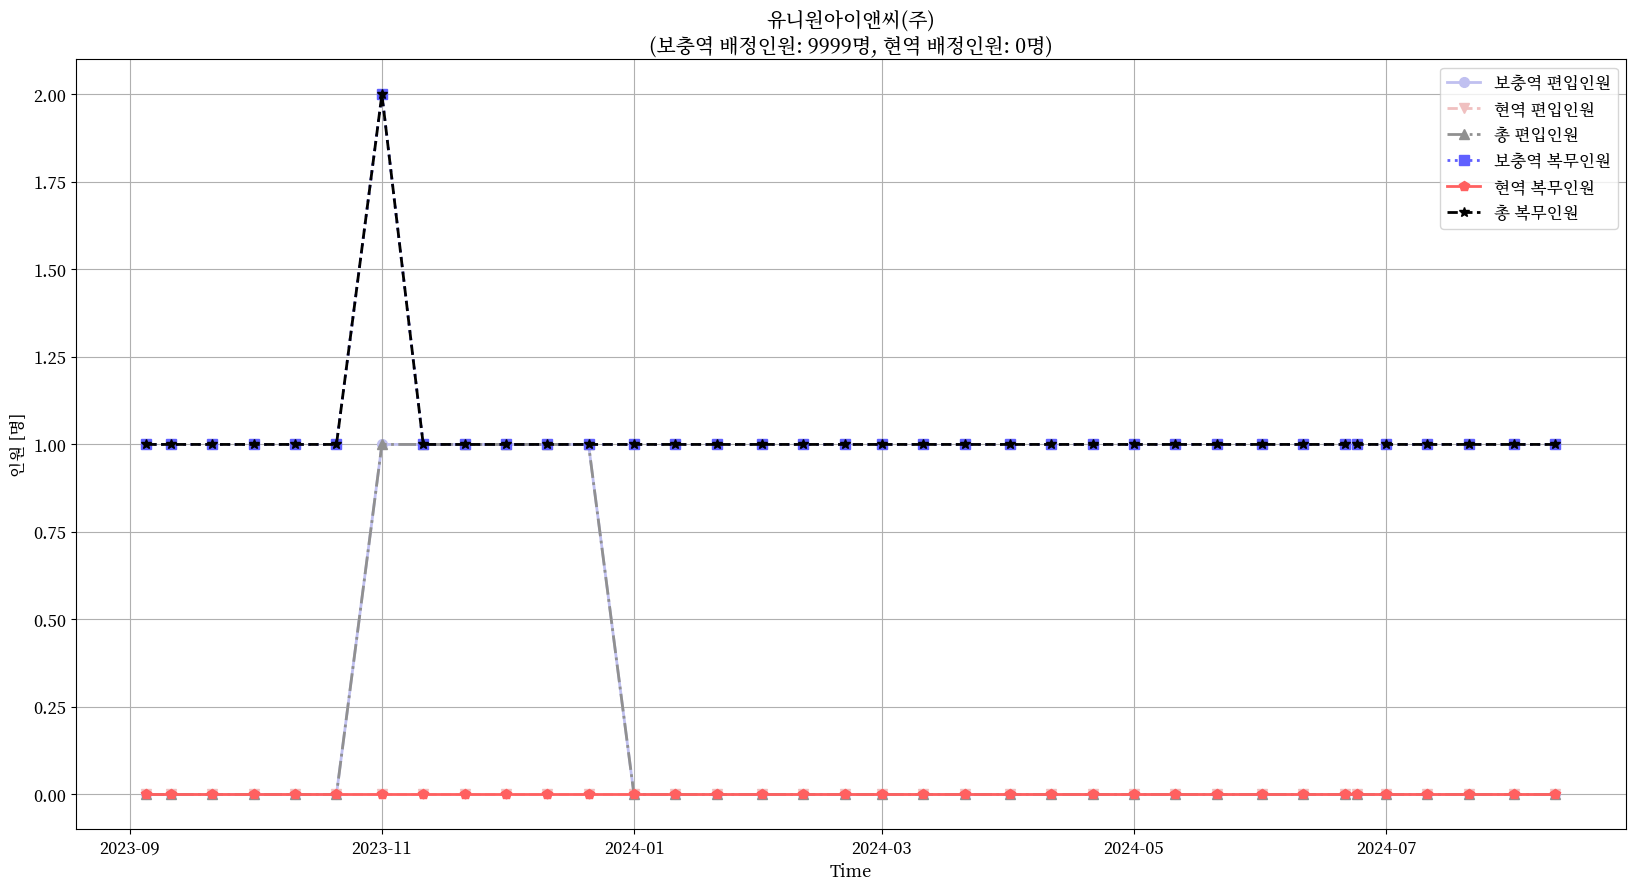 유니원아이앤씨(주)
(보충역 배정인원: 9999명, 현역 배정인원: 0명)
보충역 편입인원
현역 편입인원
총 편입인원
보충역 복무인원
현역 복무인원
총 복무인원
인원 [명]
2.00
1.75
1.50
1.25
1.00
0.75
0.50
0.25
0.00
2023-09
2023-11
2024-01
2024-03
2024-05
2024-07
Time